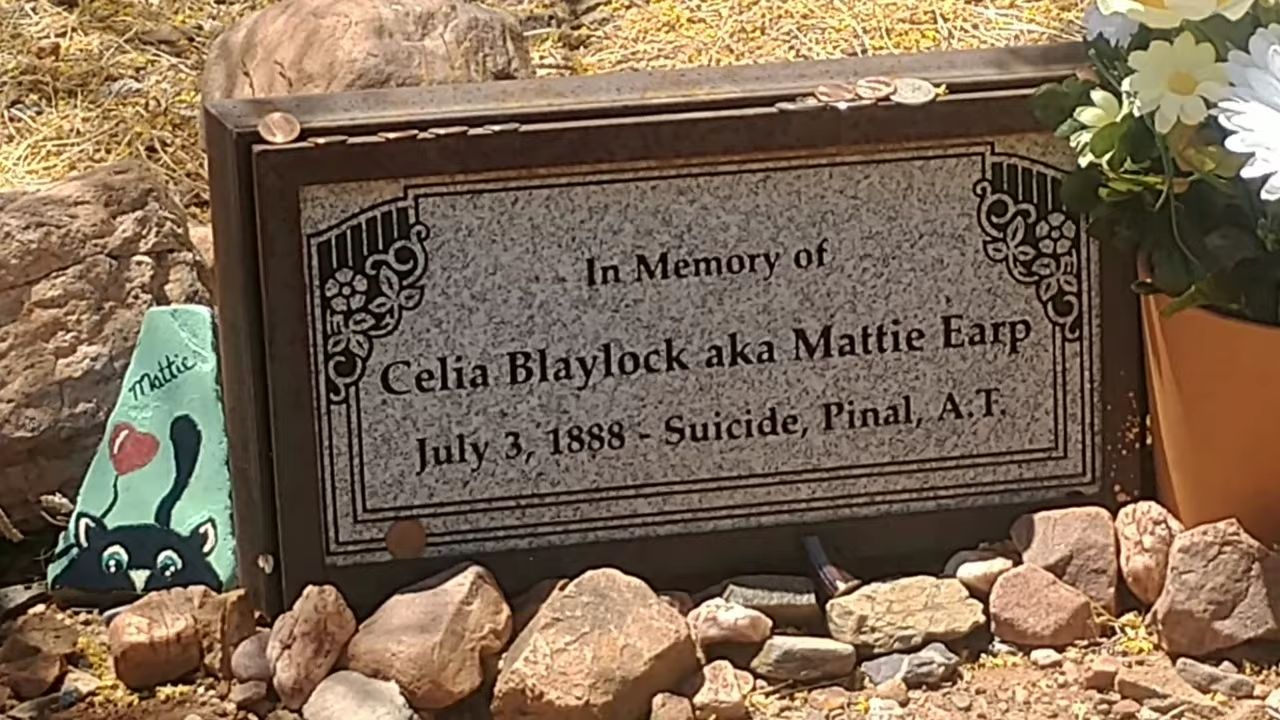 Mattie
In Memory of
Celia Blaylock aka Mattie Earp
July 3, 1888 - Suicide, Pinal, A.T.